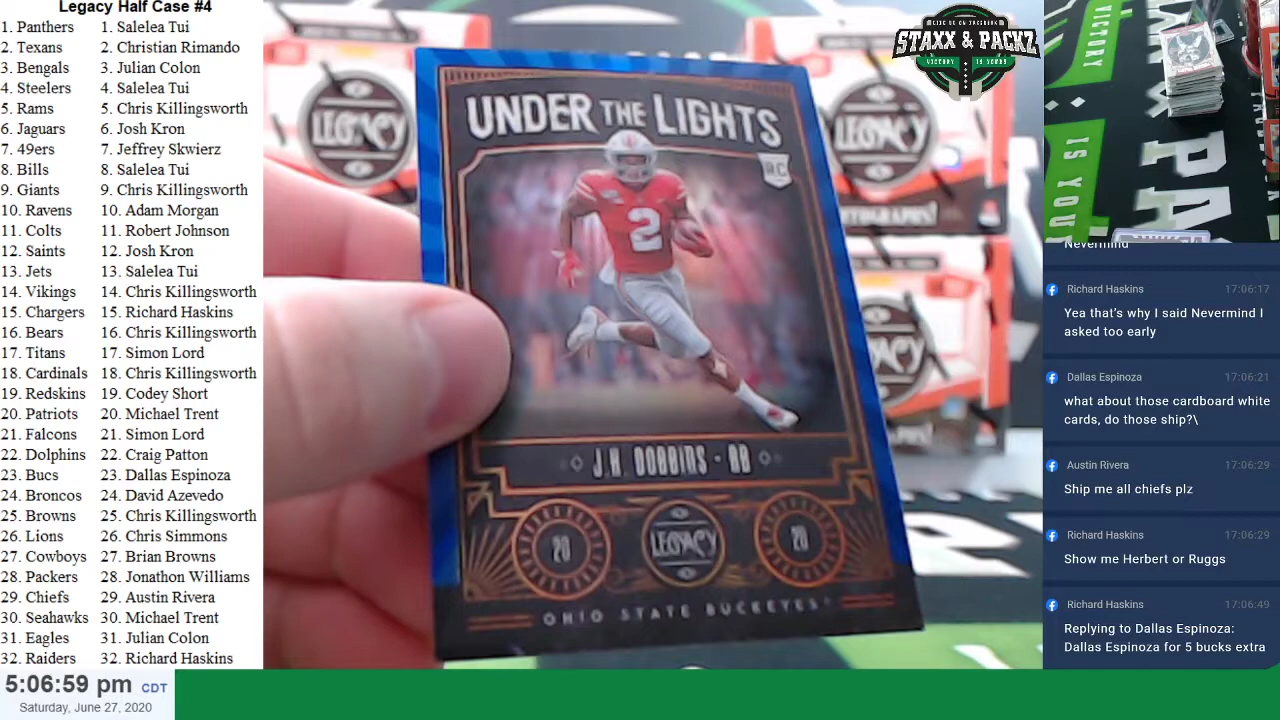 Legacy Half Case #4
1. Panthers 1. Salelea Tui
2. Texans 2. Christian Rimando
3. Bengals 3. Julian Colon
4. Steelers 4. Salelea Tui
5. Rams 5. Chris Killingsworth
6. Jaguars 6. Josh Kron
7. 49ers 7. Jeffrey Skwierz
8. Bills 8. Salelea Tui
9. Giants 9. Chris Killingsworth
10. Ravens 10. Adam Morgan
11. Colts 11. Robert Johnson
12. Saints 12. Josh Kron
13. Jets 13. Salelea Tui
14. Vikings 14. Chris Killingsworth
15. Chargers 15. Richard Haskins
16. Bears 16. Chris Killingsworth
17. Titans 17. Simon Lord
18. Cardinals 18. Chris Killingsworth
19. Redskins 19. Codey Short
20. Patriots 20. Michael Trent
21. Falcons 21. Simon Lord
22. Dolphins 22. Craig Patton
23. Bucs 23. Dallas Espinoza
24. Broncos 24. David Azevedo
25. Browns 25. Chris Killingsworth
26. Lions 26. Chris Simmons
27. Cowboys 27. Brian Browns
28. Packers 28. Jonathon Williams
29. Chiefs 29. Austin Rivera
30. Seahawks 30. Michael Trent
31. Eagles 31. Julian Colon
32. Raiders 32. Richard Haskins
5:06:59 pm CDT
Saturday, June 27, 2020
UNDER THE LIGHTS
RC
2
J.K. DOBBINS · RB
20 LEGACY 20
OHIO STATE BUCKEYES
LEGACY
LEGACY
AUTOGRAPHS!
LEGACY
STAXX & PACKZ
VICTORY IS YOURS
VICTORY
IS YOUR
PA
Nevermind
Richard Haskins 17:06:17
Yea that's why I said Nevermind I
asked too early
Dallas Espinoza 17:06:21
what about those cardboard white
cards, do those ship?\
Austin Rivera 17:06:29
Ship me all chiefs plz
Richard Haskins 17:06:29
Show me Herbert or Ruggs
Richard Haskins 17:06:49
Replying to Dallas Espinoza:
Dallas Espinoza for 5 bucks extra